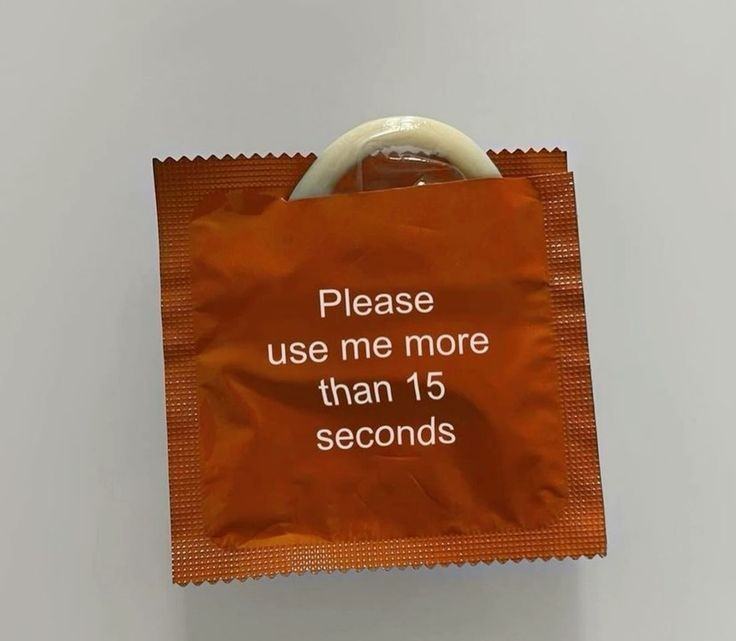 Please
use me more
than 15
seconds